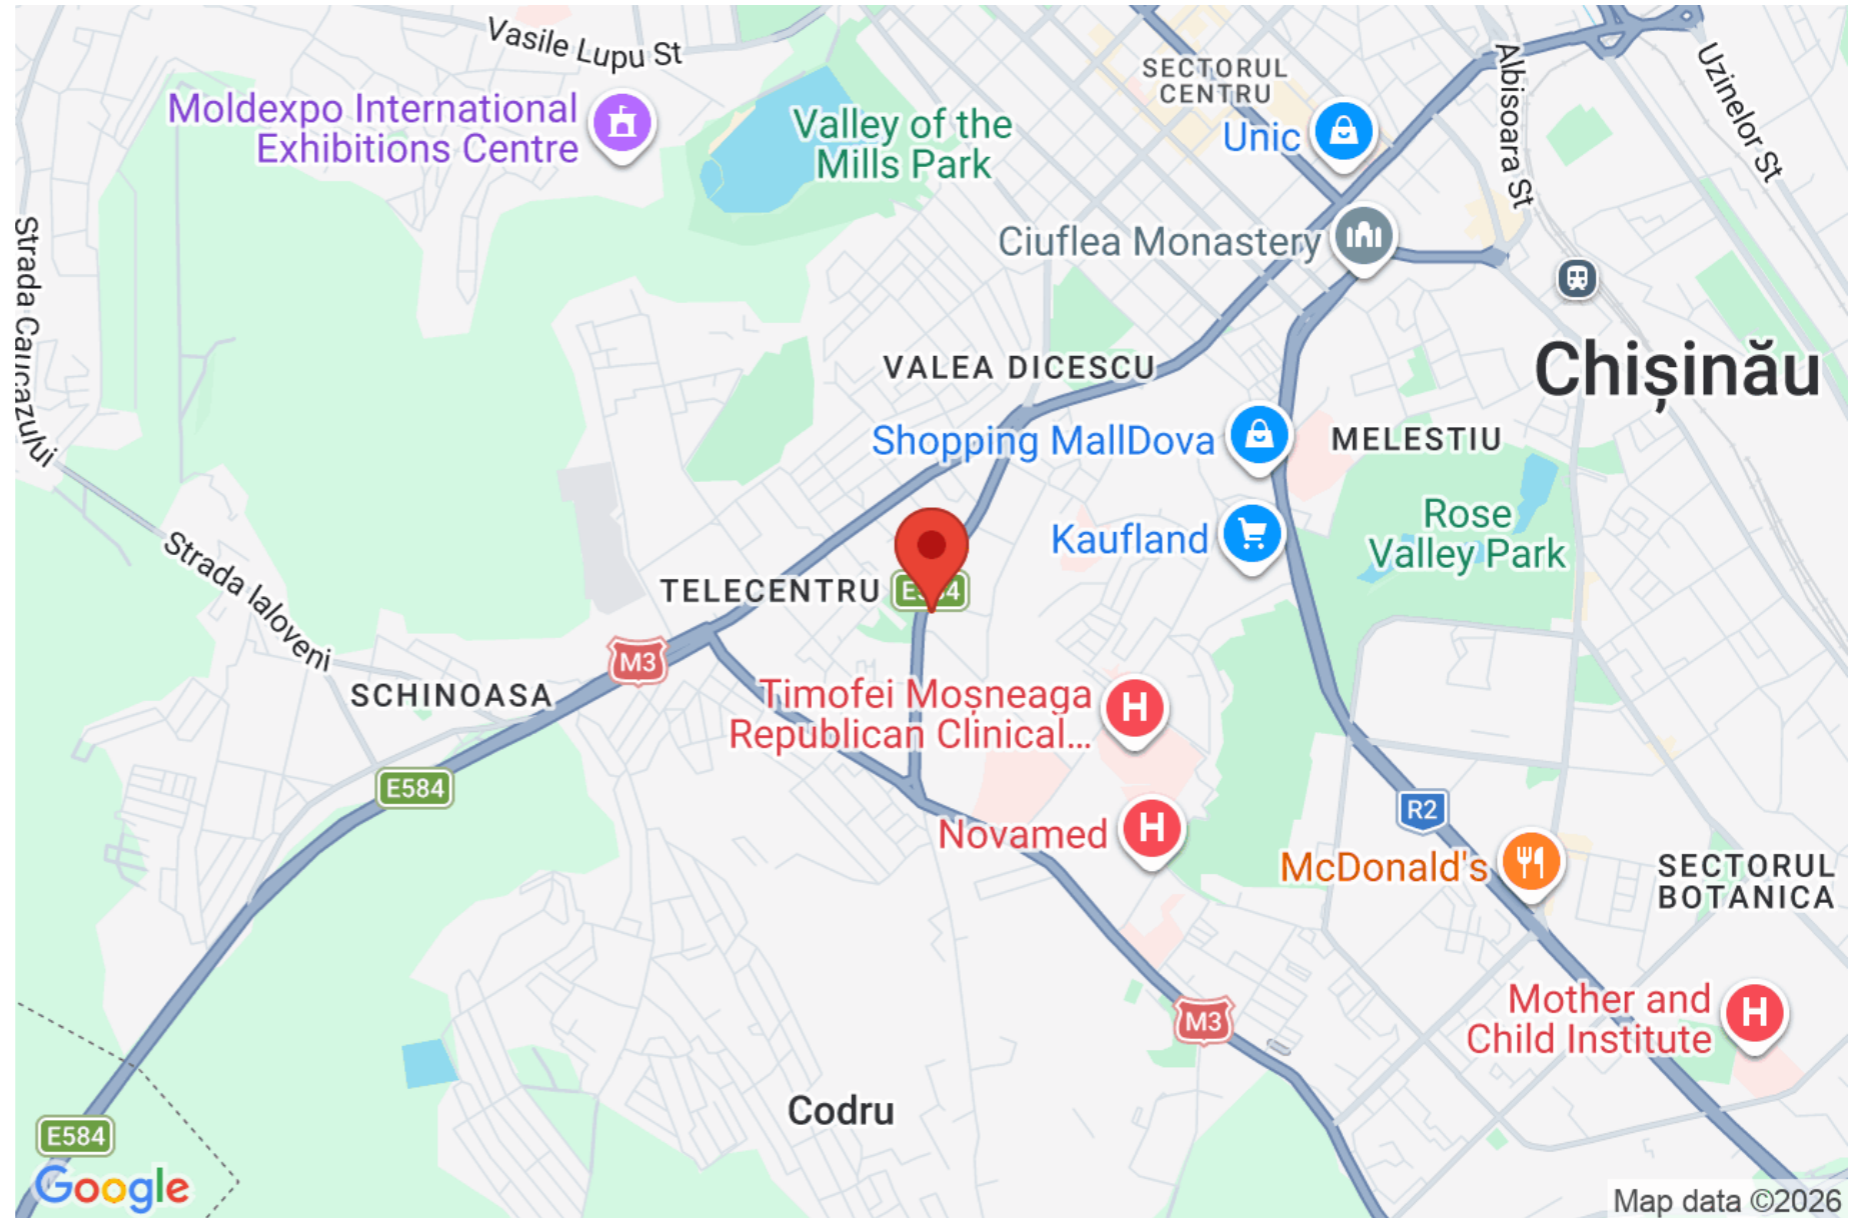 Vasile Lupu St
SECTORUL
CENTRU
Albisoara St
Uzinelor St
Moldexpo International
Exhibitions Centre
Valley of the
Mills Park
Unic
Ciuflea Monastery
Strada Caucazului
Chișinău
VALEA DICESCU
Shopping MallDova
MELESTIU
Rose
Valley Park
Kaufland
Strada Ialoveni
TELECENTRU
M3
SCHINOASA
Timofei Moșneaga
Republican Clinical...
H
E584
R2
Novamed
H
McDonald's
SECTORUL
BOTANICA
Mother and
Child Institute
H
M3
Codru
E584
Google
Map data ©2026